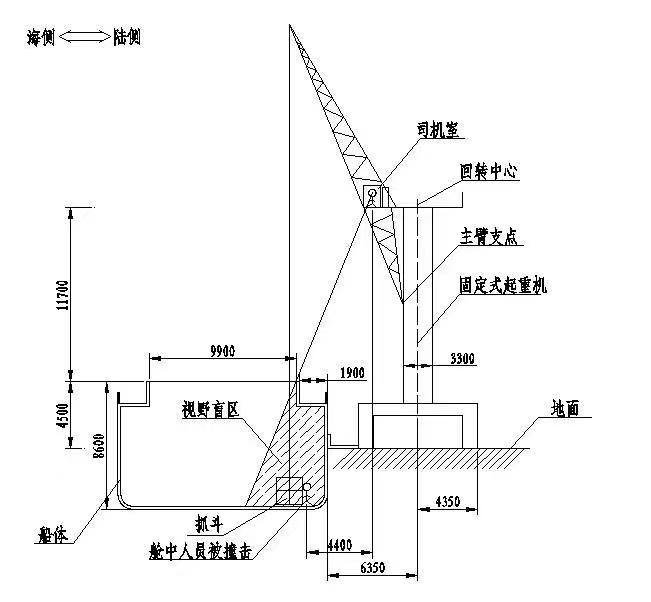 海侧 陆侧
司机室
回转中心
主臂支点
固定式起重机
11700
9900
1900
3300
4500
8600
视野盲区
地面
4350
船体
抓斗
舱中人员被撞击
4400
6350